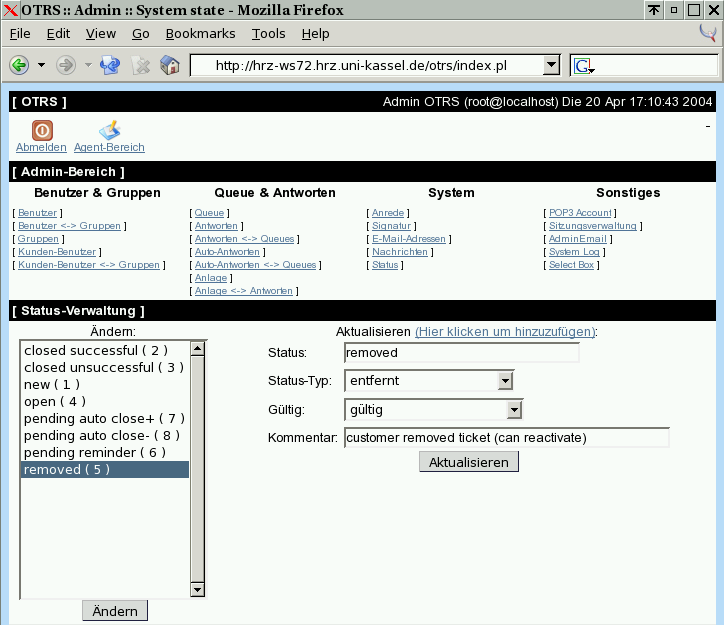 OTRS :: Admin :: System state - Mozilla Firefox
File Edit View Go Bookmarks Tools Help
http://hrz-ws72.hrz.uni-kassel.de/otrs/index.pl
[ OTRS ] Admin OTRS (root@localhost) Die 20 Apr 17:10:43 2004
Abmelden Agent-Bereich -
[ Admin-Bereich ]
Benutzer & Gruppen Queue & Antworten System Sonstiges
[ Benutzer ] [ Queue ] [ Anrede ] [ POP3 Account ]
[ Benutzer <-> Gruppen ] [ Antworten ] [ Signatur ] [ Sitzungsverwaltung ]
[ Gruppen ] [ Antworten <-> Queues ] [ E-Mail-Adressen ] [ AdminEmail ]
[ Kunden-Benutzer ] [ Auto-Antworten ] [ Nachrichten ] [ System Log ]
[ Kunden-Benutzer <-> Gruppen ] [ Auto-Antworten <-> Queues ] [ Status ] [ Select Box ]
[ Anlage ]
[ Anlage <-> Antworten ]
[ Status-Verwaltung ]
Ändern:
closed successful ( 2 )
closed unsuccessful ( 3 )
new ( 1 )
open ( 4 )
pending auto close+ ( 7 )
pending auto close- ( 8 )
pending reminder ( 6 )
removed ( 5 )
Ändern
Aktualisieren (Hier klicken um hinzuzufügen):
Status: removed
Status-Typ: entfernt
Gültig: gültig
Kommentar: customer removed ticket (can reactivate)
Aktualisieren